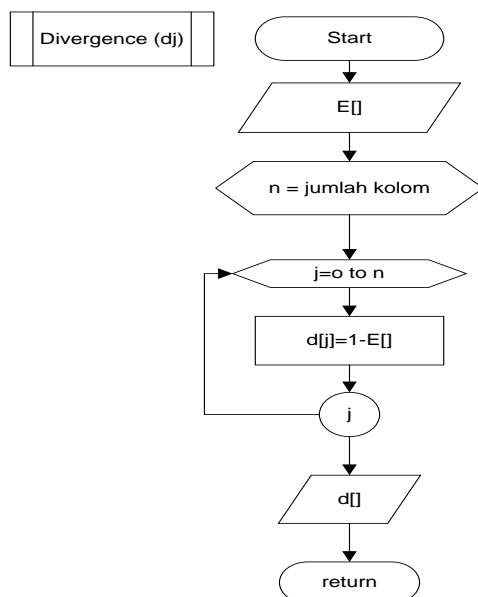 Divergence (dj)
Start
E[]
n = jumlah kolom
j=o to n
d[j]=1-E[]
j
d[]
return